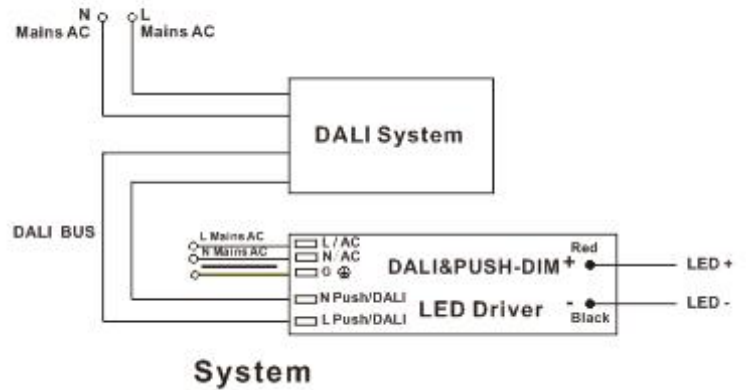 N
L
Mains AC
Mains AC
DALI System
DALI BUS
L Mains AC
N Mains AC
L / AC
N/ AC
G
N Push/DALI
L Push/DALI
DALI&PUSH-DIM
LED Driver
Red
+
-
Black
LED +
LED -
System